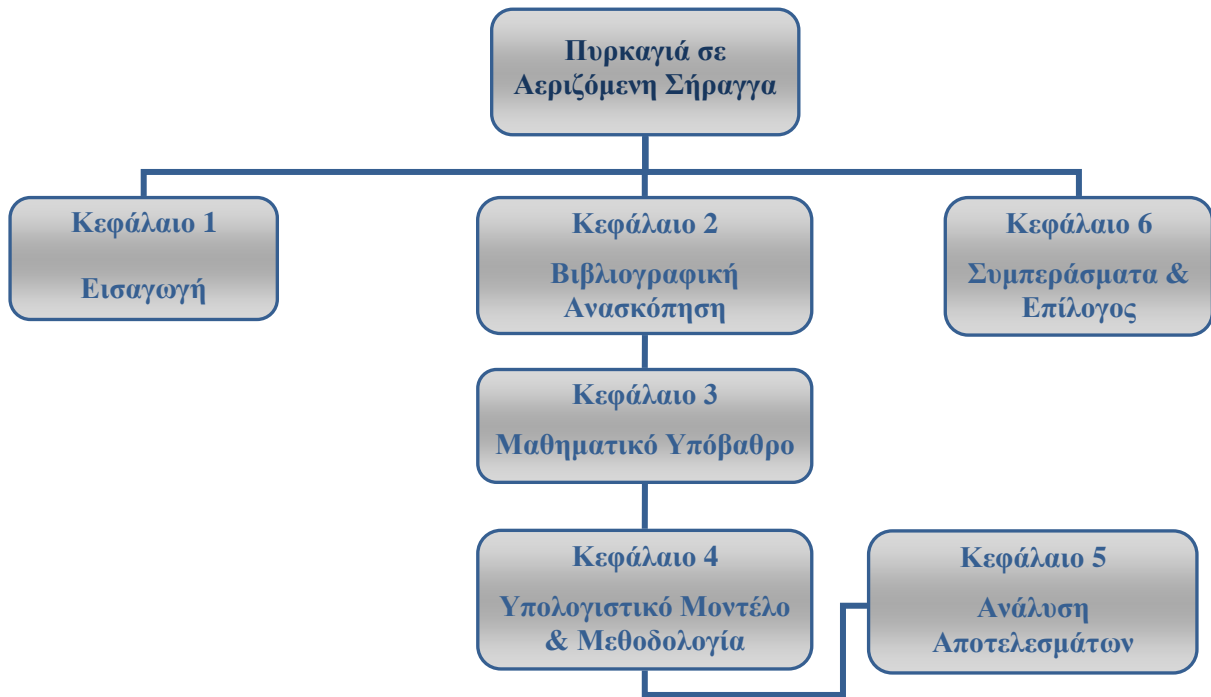 Πυρκαγιά σε
Αεριζόμενη Σήραγγα
Κεφάλαιο 1
Εισαγωγή
Κεφάλαιο 2
Βιβλιογραφική
Ανασκόπηση
Κεφάλαιο 6
Συμπεράσματα &
Επίλογος
Κεφάλαιο 3
Μαθηματικό Υπόβαθρο
Κεφάλαιο 4
Υπολογιστικό Μοντέλο
& Μεθοδολογία
Κεφάλαιο 5
Ανάλυση
Αποτελεσμάτων